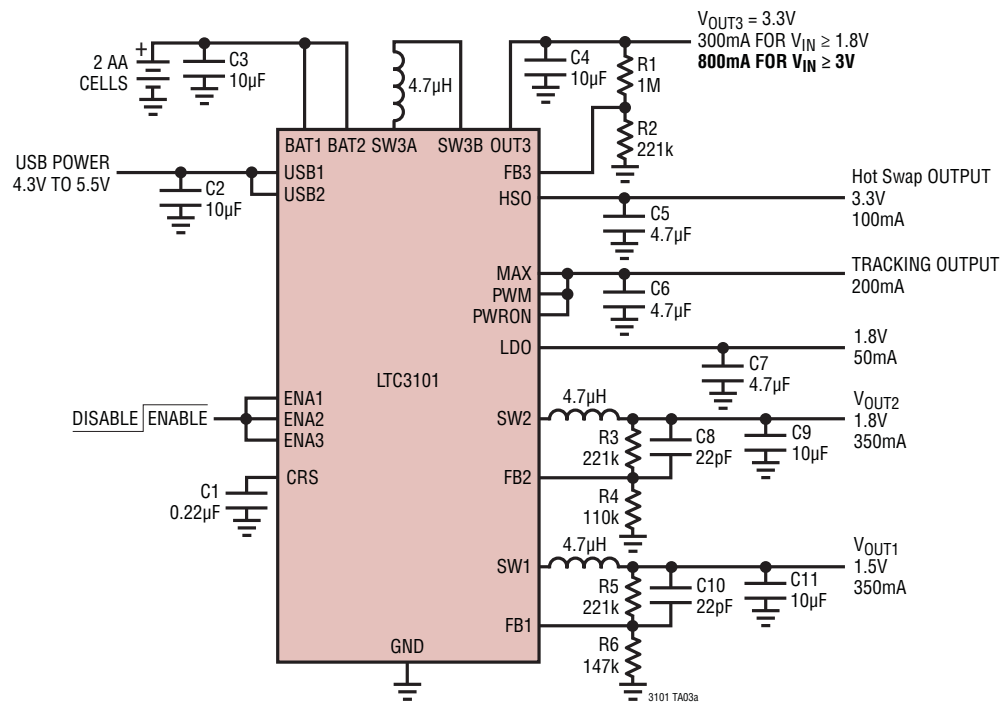 VOUT3 = 3.3V
300mA FOR VIN ≥ 1.8V
800mA FOR VIN ≥ 3V
+
2 AA
CELLS
C3
10µF
4.7µH
C4
10µF
R1
1M
R2
221k
BAT1 BAT2 SW3A SW3B OUT3
USB POWER
4.3V TO 5.5V
C2
10µF
USB1
USB2
FB3
HSO
Hot Swap OUTPUT
3.3V
100mA
C5
4.7µF
MAX
PWM
PWRON
TRACKING OUTPUT
200mA
C6
4.7µF
LDO
1.8V
50mA
C7
4.7µF
LTC3101
DISABLE ENABLE
ENA1
ENA2
ENA3
CRS
C1
0.22µF
SW2
4.7µH
VOUT2
1.8V
350mA
R3
221k
C8
22pF
C9
10µF
FB2
R4
110k
SW1
4.7µH
VOUT1
1.5V
350mA
R5
221k
C10
22pF
C11
10µF
FB1
R6
147k
GND
3101 TA03a